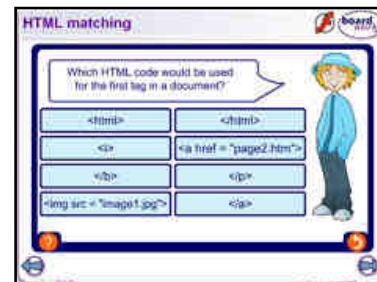 HTML matching
board
Which HTML code would be used
for the first tag in a document?
<html> </html>
<i> <a href = "page2.htm">
</b> </p>
<img src = "image1.jpg"> </a>
?